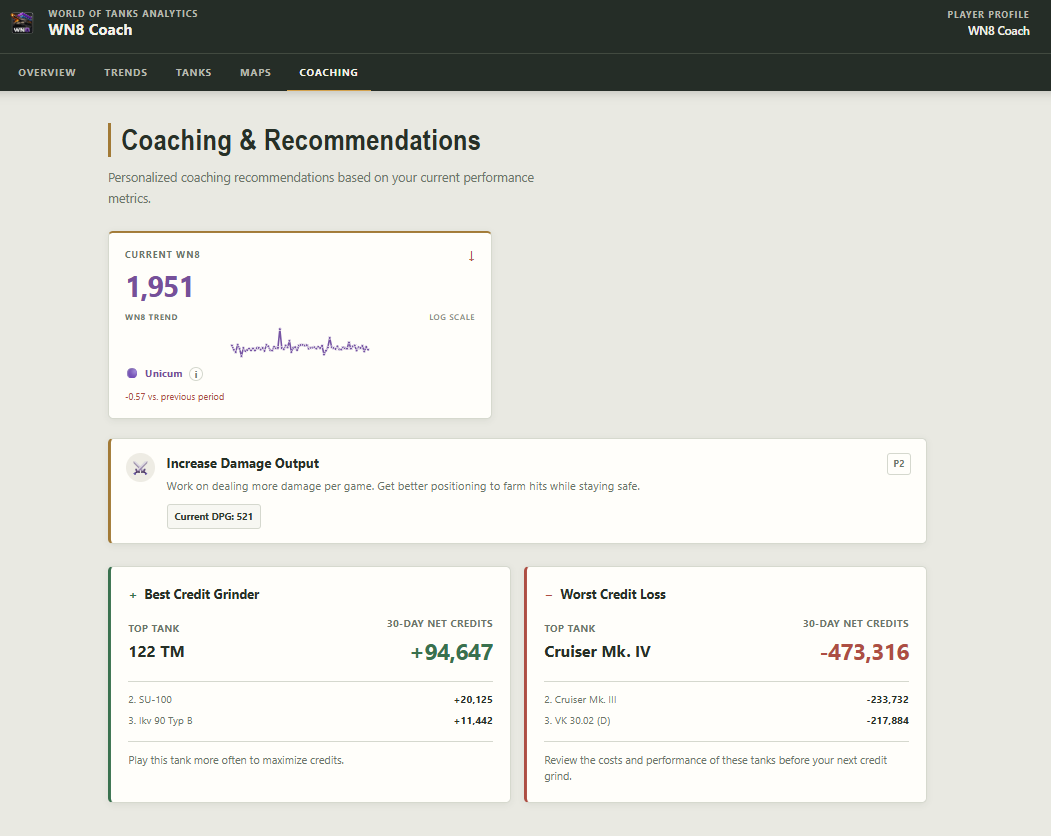 WORLD OF TANKS ANALYTICS
WN8 Coach
PLAYER PROFILE
WN8 Coach
WN8
OVERVIEW
TRENDS
TANKS
MAPS
COACHING
Coaching & Recommendations
Personalized coaching recommendations based on your current performance
metrics.
CURRENT WN8
↓
1,951
WN8 TREND
LOG SCALE
Unicum
i
-0.57 vs. previous period
Increase Damage Output
P2
Work on dealing more damage per game. Get better positioning to farm hits while staying safe.
Current DPG: 521
+ Best Credit Grinder
TOP TANK
30-DAY NET CREDITS
122 TM
+94,647
2. SU-100
+20,125
3. Ikv 90 Typ B
+11,442
Play this tank more often to maximize credits.
− Worst Credit Loss
TOP TANK
30-DAY NET CREDITS
Cruiser Mk. IV
-473,316
2. Cruiser Mk. III
-233,732
3. VK 30.02 (D)
-217,884
Review the costs and performance of these tanks before your next credit
grind.